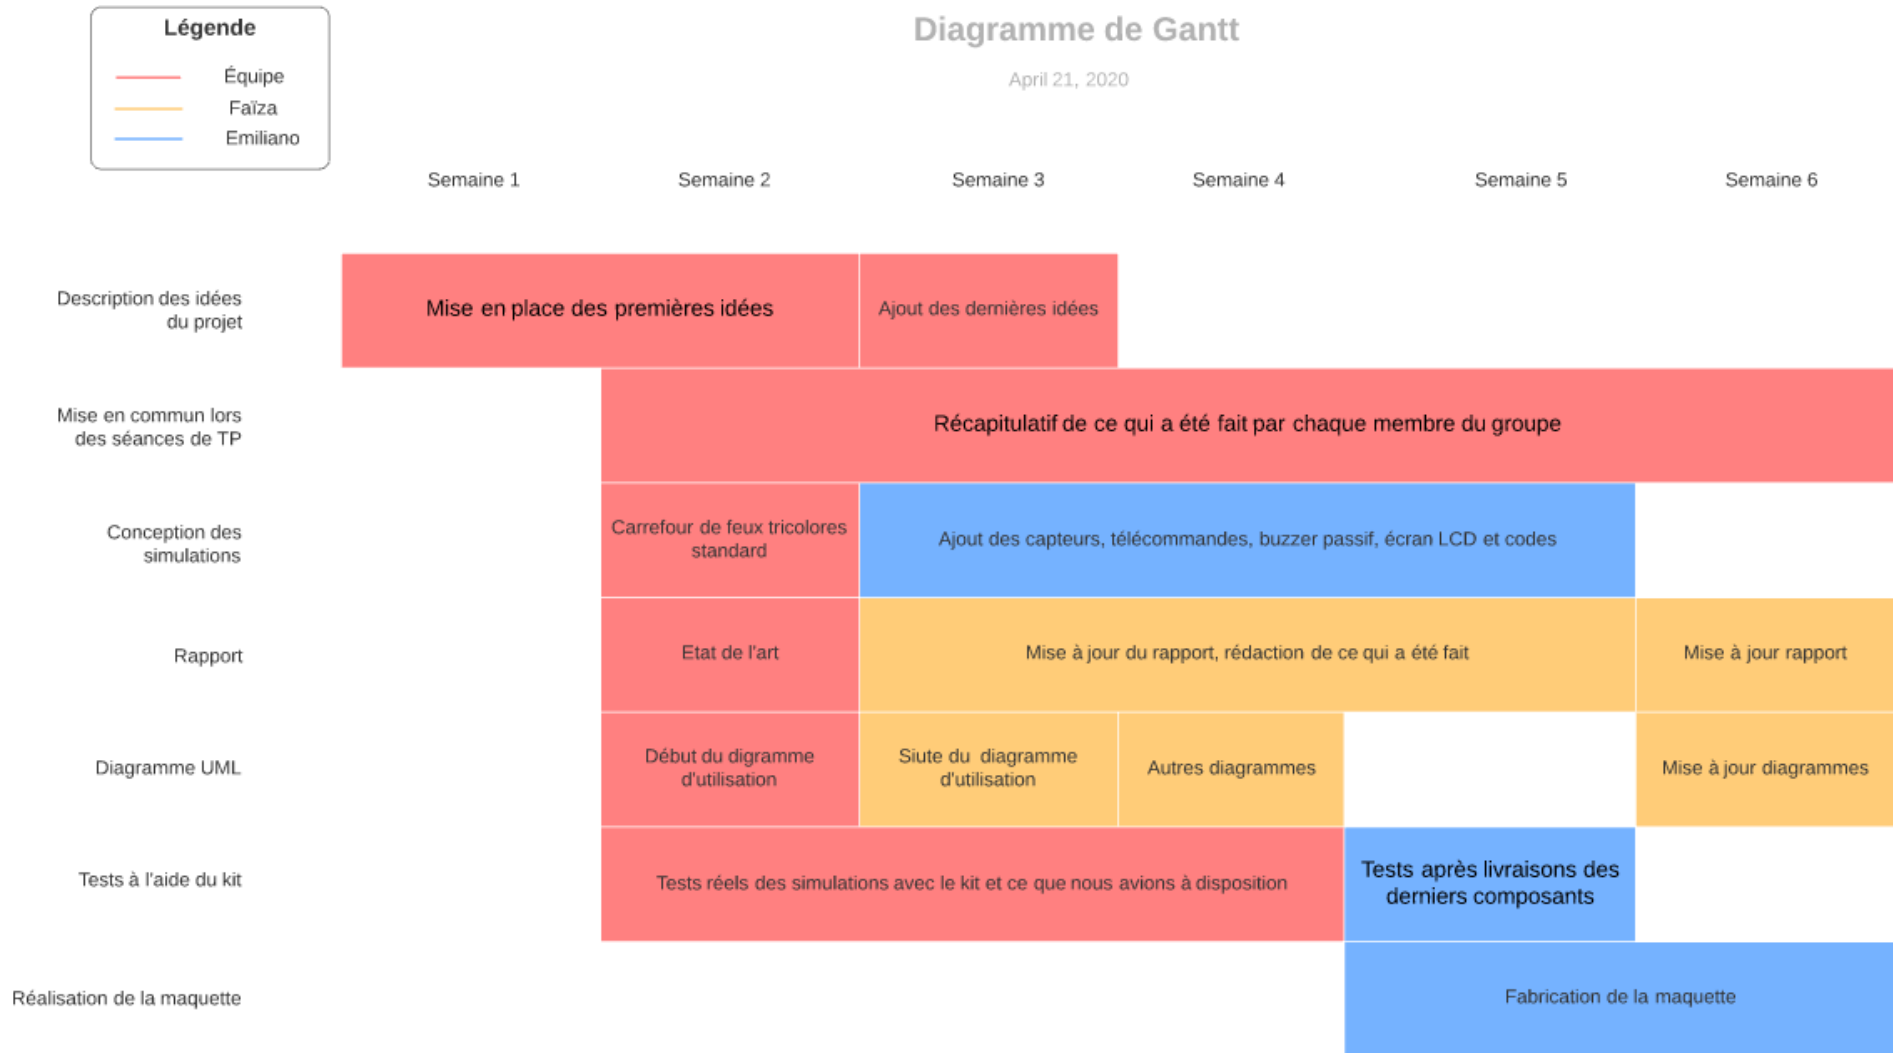 Légende
Équipe
Faïza
Emiliano
Diagramme de Gantt
April 21, 2020
Semaine 1
Semaine 2
Semaine 3
Semaine 4
Semaine 5
Semaine 6
Description des idées
du projet
Mise en place des premières idées
Ajout des dernières idées
Mise en commun lors
des séances de TP
Récapitulatif de ce qui a été fait par chaque membre du groupe
Conception des
simulations
Carrefour de feux tricolores
standard
Ajout des capteurs, télécommandes, buzzer passif, écran LCD et codes
Rapport
Etat de l'art
Mise à jour du rapport, rédaction de ce qui a été fait
Mise à jour rapport
Diagramme UML
Début du digramme
d'utilisation
Siute du diagramme
d'utilisation
Autres diagrammes
Mise à jour diagrammes
Tests à l'aide du kit
Tests réels des simulations avec le kit et ce que nous avions à disposition
Tests après livraisons des
derniers composants
Réalisation de la maquette
Fabrication de la maquette